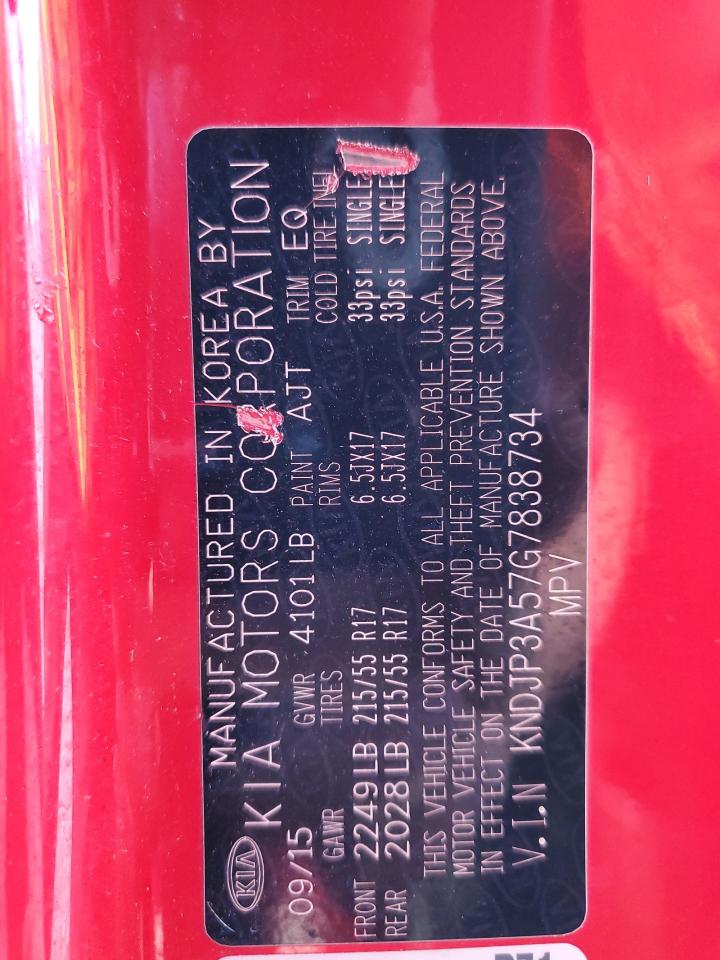 KIA
MANUFACTURED IN KOREA BY
KIA MOTORS CORPORATION
09/15 GVWR 4101LB PAINT AJT TRIM EQ
GAWR TIRES RIMS COLD TIRE INFL
FRONT 2249LB 215/55 R17 6.5JX17 33psi SINGLE
REAR 2028LB 215/55 R17 6.5JX17 33psi SINGLE
THIS VEHICLE CONFORMS TO ALL APPLICABLE U.S.A. FEDERAL
MOTOR VEHICLE SAFETY AND THEFT PREVENTION STANDARDS
IN EFFECT ON THE DATE OF MANUFACTURE SHOWN ABOVE.
V.I.N KNDJP3A57G7838734
MPV